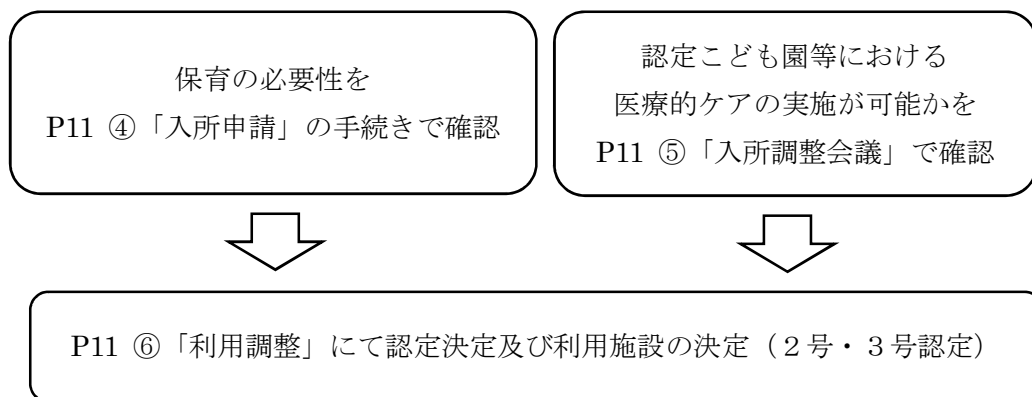 保育の必要性を
P11 ④「入所申請」の手続きで確認
認定こども園等における
医療的ケアの実施が可能かを
P11 ⑤「入所調整会議」で確認
P11 ⑥「利用調整」にて認定決定及び利用施設の決定（２号・３号認定）